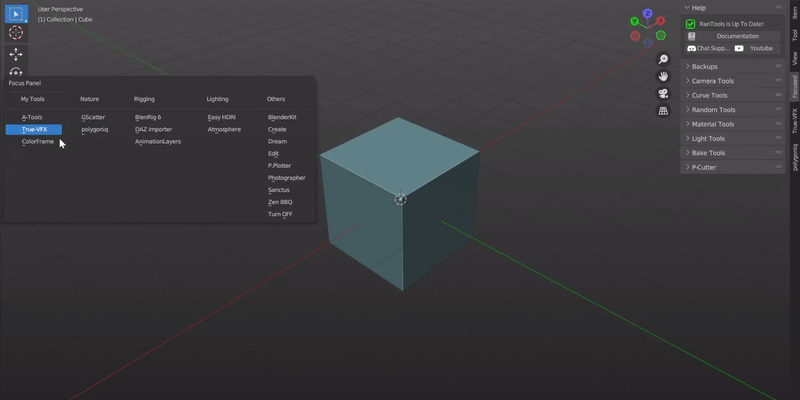 User Perspective
(1) Collection | Cube
Focus Panel
My Tools
A-Tools
True-VFX
ColorFrame
Nature
GScatter
polygoniq
Rigging
BlenRig 6
DAZ Importer
AnimationLayers
Lighting
Easy HDRI
Atmosphere
Others
BlenderKit
Create
Dream
Edit
P.Plotter
Photographer
Sanctus
Zen BBQ
Turn OFF
Z
Y
Help
RanTools is Up To Date!
Documentation
Chat Supp...
Youtube
Backups
Camera Tools
Curve Tools
Random Tools
Material Tools
Light Tools
Bake Tools
P-Cutter
Item
Tool
View
Focused
True-VFX
polygoniq